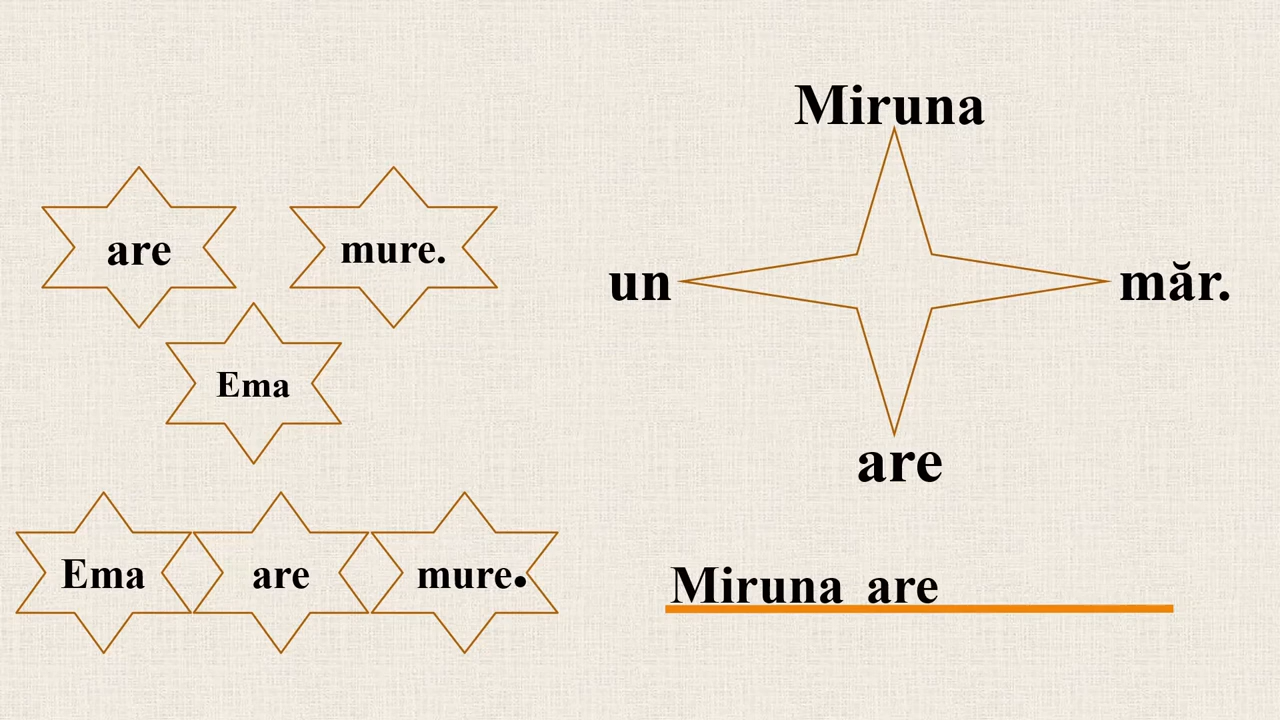 are
mure.
Ema
Ema are mure.
Miruna
un
măr.
are
Miruna are